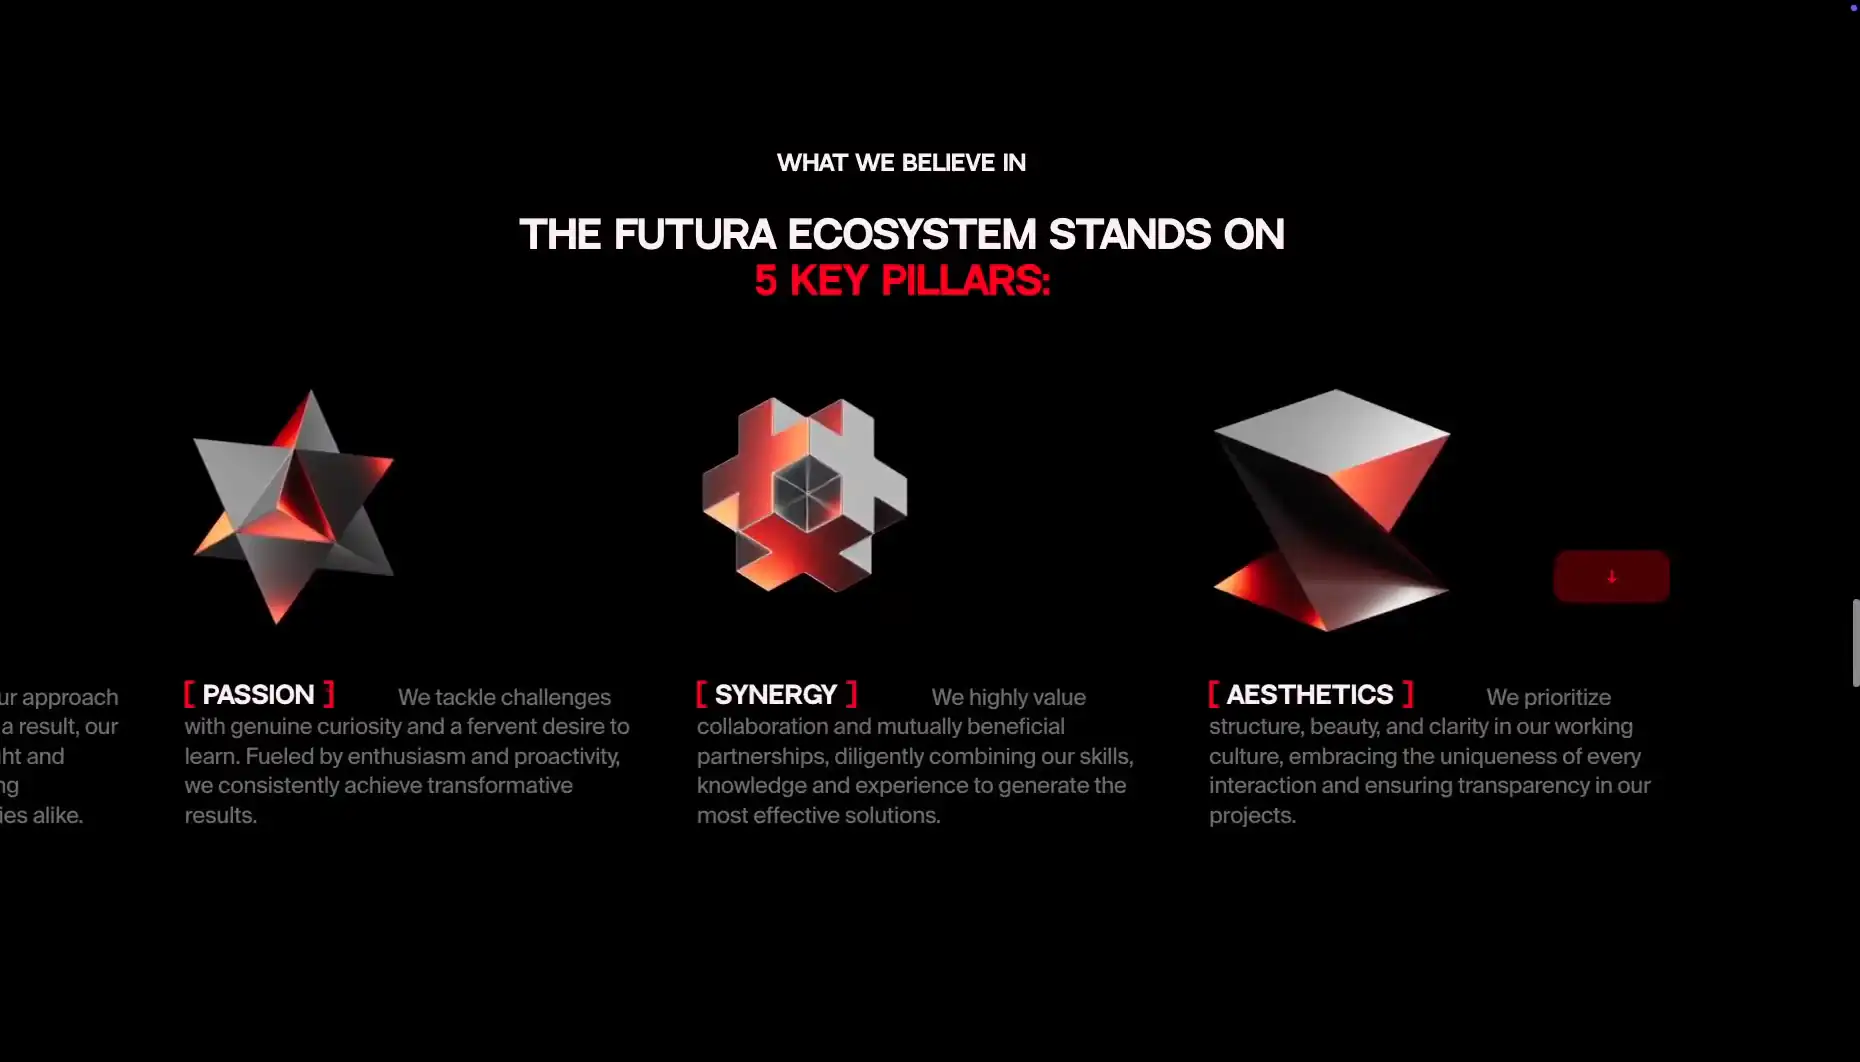 WHAT WE BELIEVE IN
THE FUTURA ECOSYSTEM STANDS ON
5 KEY PILLARS:
approach
a result, our
and
alike.
[ PASSION ] We tackle challenges
with genuine curiosity and a fervent desire to
learn. Fueled by enthusiasm and proactivity,
we consistently achieve transformative
results.
[ SYNERGY ] We highly value
collaboration and mutually beneficial
partnerships, diligently combining our skills,
knowledge and experience to generate the
most effective solutions.
[ AESTHETICS ] We prioritize
structure, beauty, and clarity in our working
culture, embracing the uniqueness of every
interaction and ensuring transparency in our
projects.